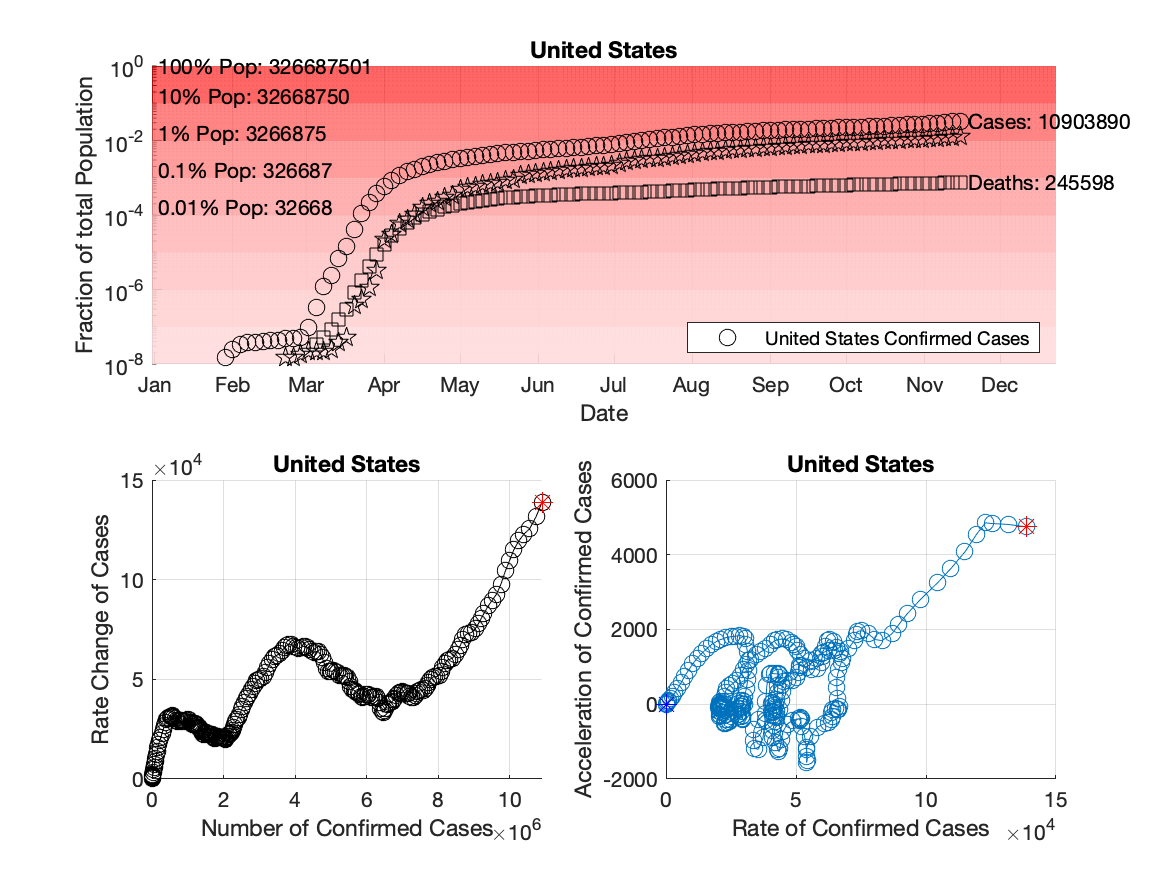 United States
10^0
10^-2
10^-4
10^-6
10^-8
Fraction of total Population
100% Pop: 326687501
10% Pop: 32668750
1% Pop: 3266875
0.1% Pop: 326687
0.01% Pop: 32668
Cases: 10903890
Deaths: 245598
United States Confirmed Cases
Jan Feb Mar Apr May Jun Jul Aug Sep Oct Nov Dec
Date
United States
×10^4
15
10
5
0
Rate Change of Cases
0 2 4 6 8 10
Number of Confirmed Cases
×10^6
United States
6000
4000
2000
0
-2000
Acceleration of Confirmed Cases
0 5 10 15
Rate of Confirmed Cases
×10^4